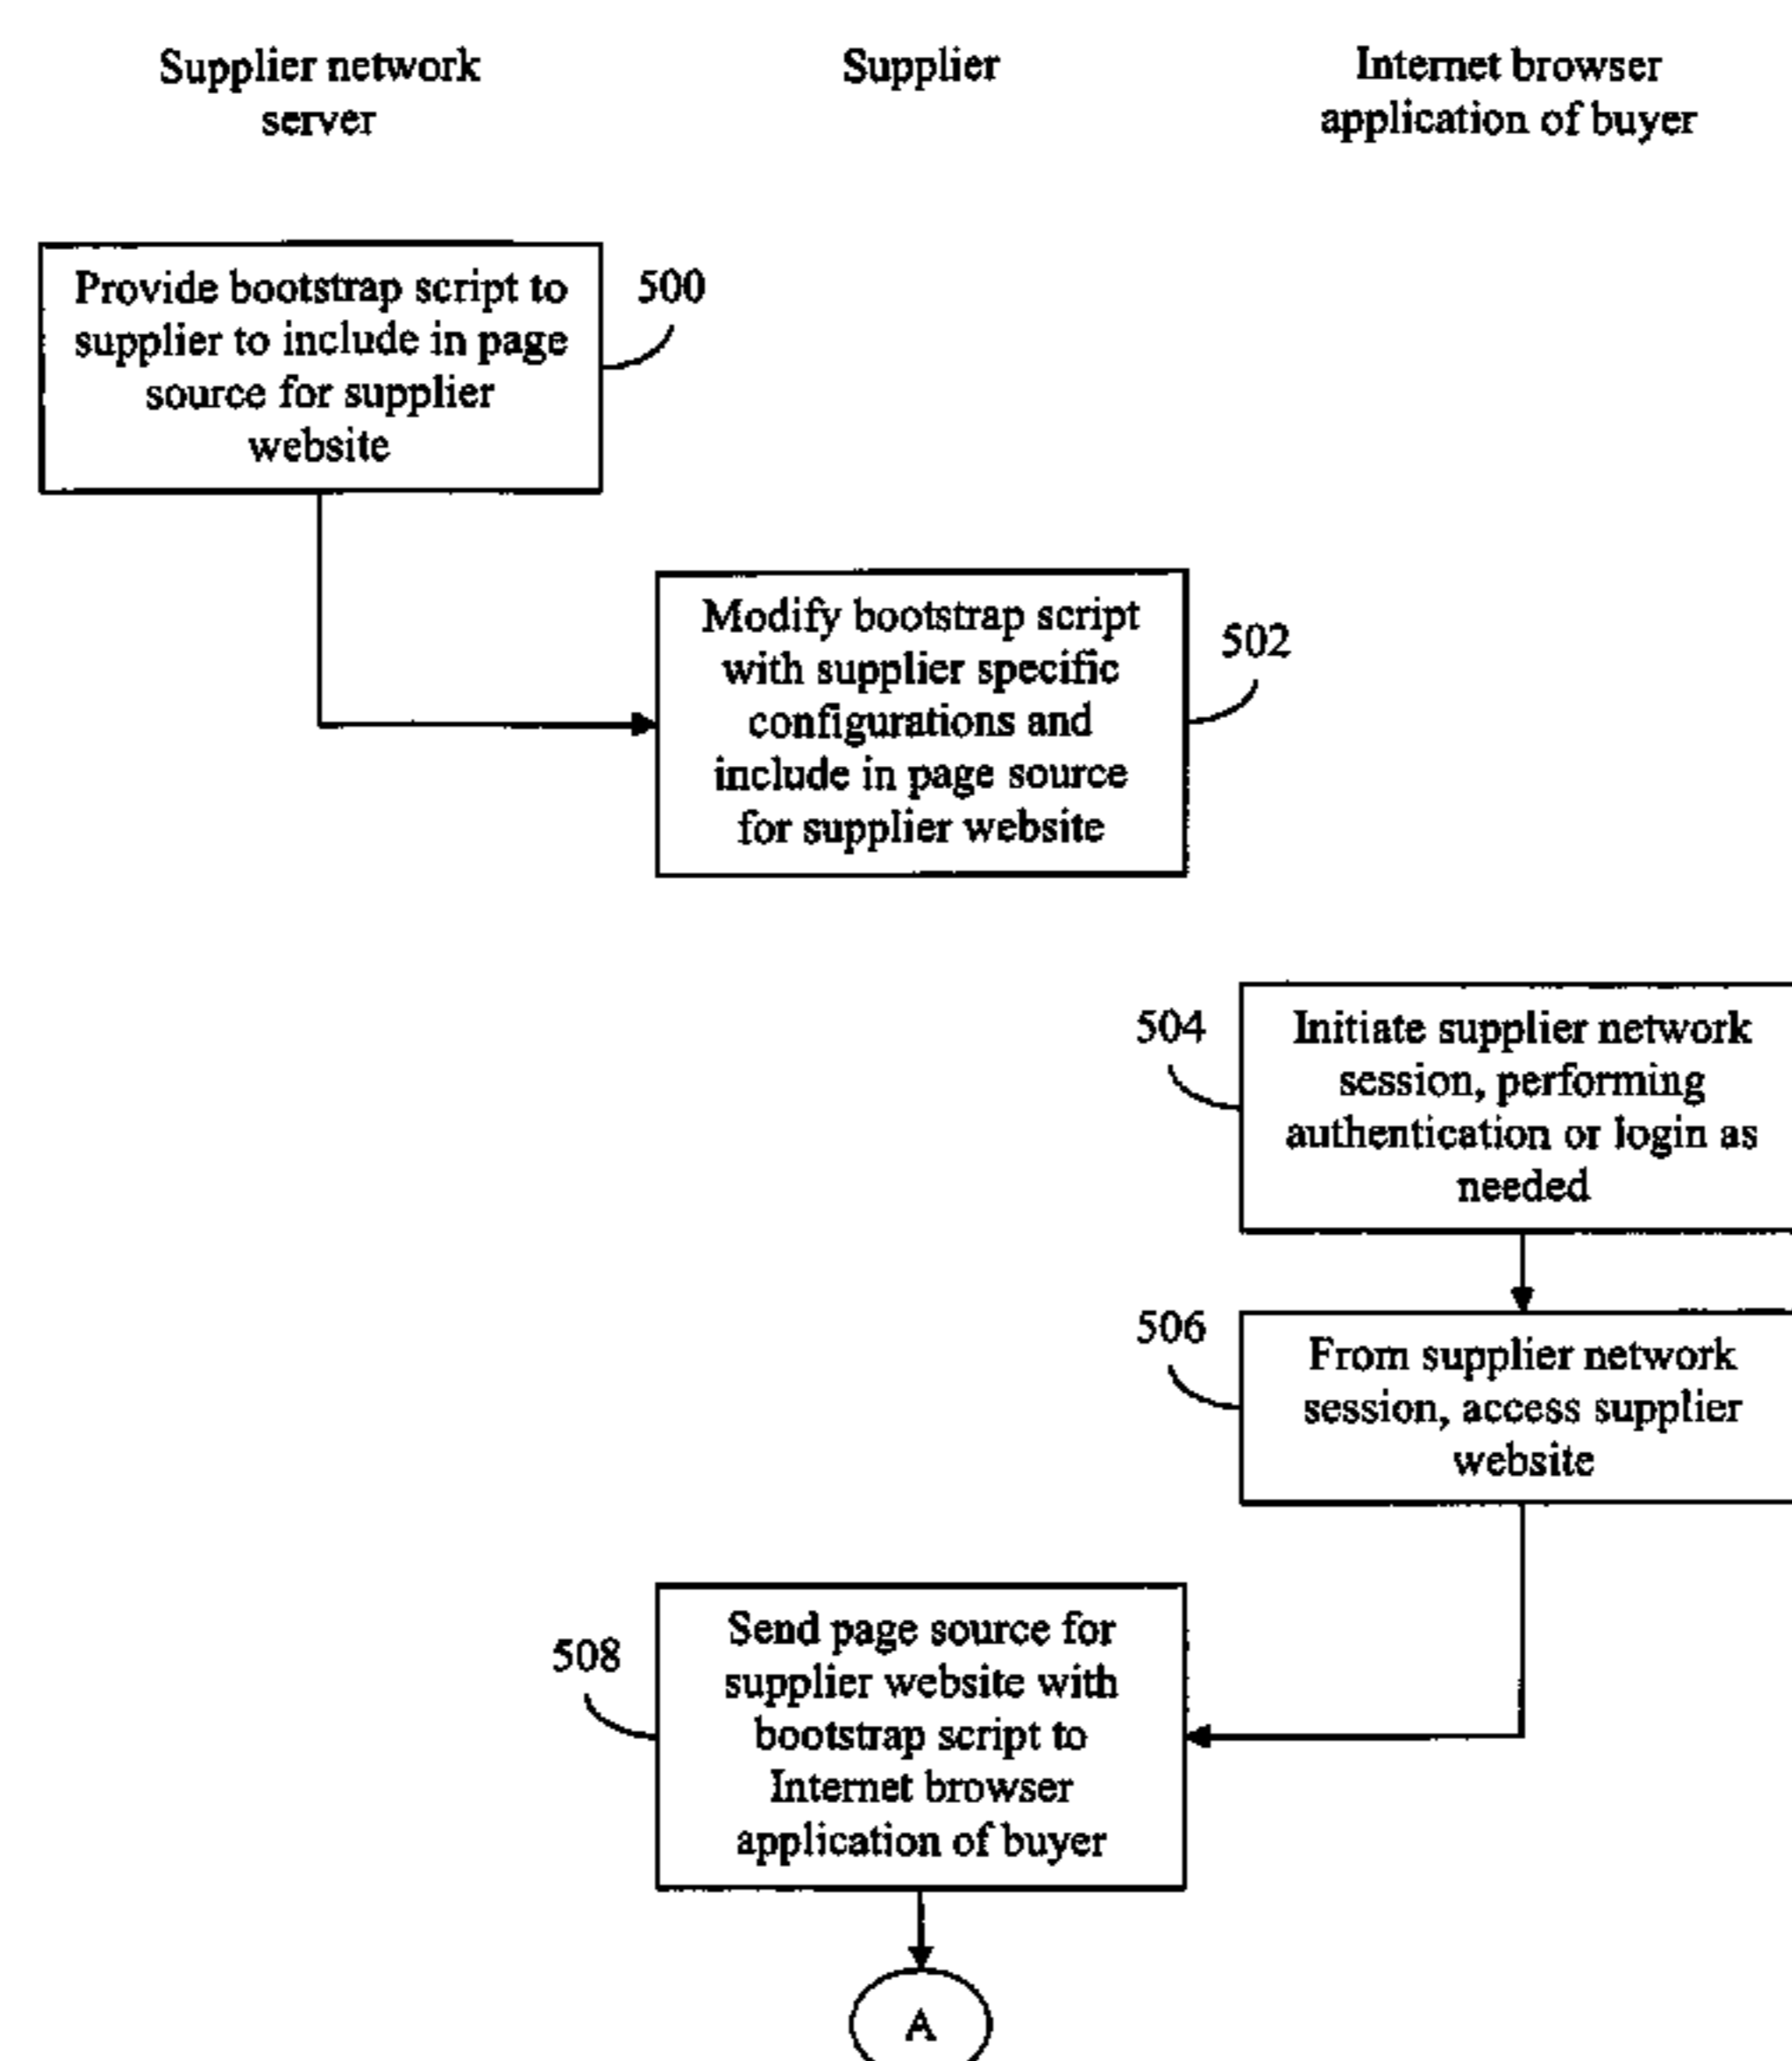 Supplier network
server
Supplier
Internet browser
application of buyer
Provide bootstrap script to
supplier to include in page
source for supplier
website
500
Modify bootstrap script
with supplier specific
configurations and
include in page source
for supplier website
502
504
Initiate supplier network
session, performing
authentication or login as
needed
506
From supplier network
session, access supplier
website
508
Send page source for
supplier website with
bootstrap script to
Internet browser
application of buyer
A